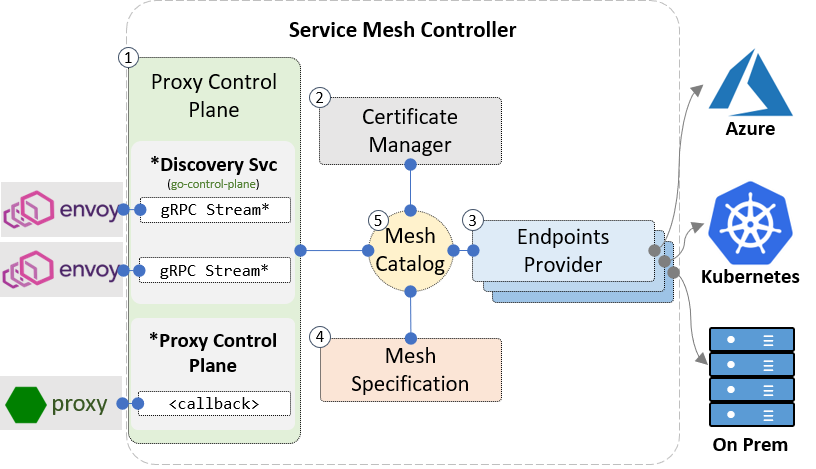 Service Mesh Controller
1
Proxy Control
Plane
*Discovery Svc
(go-control-plane)
envoy
gRPC Stream*
envoy
gRPC Stream*
*Proxy Control
Plane
proxy
<callback>
2
Certificate
Manager
5
Mesh
Catalog
3
Endpoints
Provider
4
Mesh
Specification
Azure
Kubernetes
On Prem